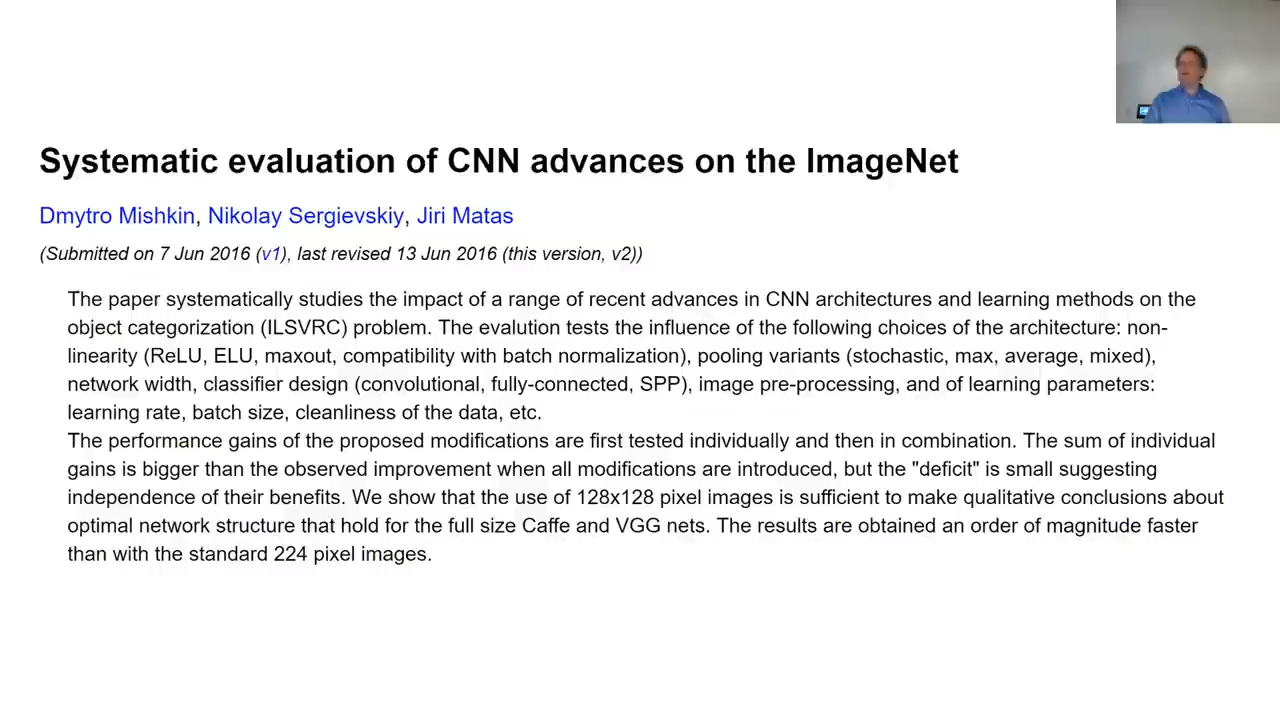 Systematic evaluation of CNN advances on the ImageNet
Dmytro Mishkin, Nikolay Sergievskiy, Jiri Matas
(Submitted on 7 Jun 2016 (v1), last revised 13 Jun 2016 (this version, v2))
The paper systematically studies the impact of a range of recent advances in CNN architectures and learning methods on the
object categorization (ILSVRC) problem. The evalution tests the influence of the following choices of the architecture: non-
linearity (ReLU, ELU, maxout, compatibility with batch normalization), pooling variants (stochastic, max, average, mixed),
network width, classifier design (convolutional, fully-connected, SPP), image pre-processing, and of learning parameters:
learning rate, batch size, cleanliness of the data, etc.
The performance gains of the proposed modifications are first tested individually and then in combination. The sum of individual
gains is bigger than the observed improvement when all modifications are introduced, but the "deficit" is small suggesting
independence of their benefits. We show that the use of 128x128 pixel images is sufficient to make qualitative conclusions about
optimal network structure that hold for the full size Caffe and VGG nets. The results are obtained an order of magnitude faster
than with the standard 224 pixel images.